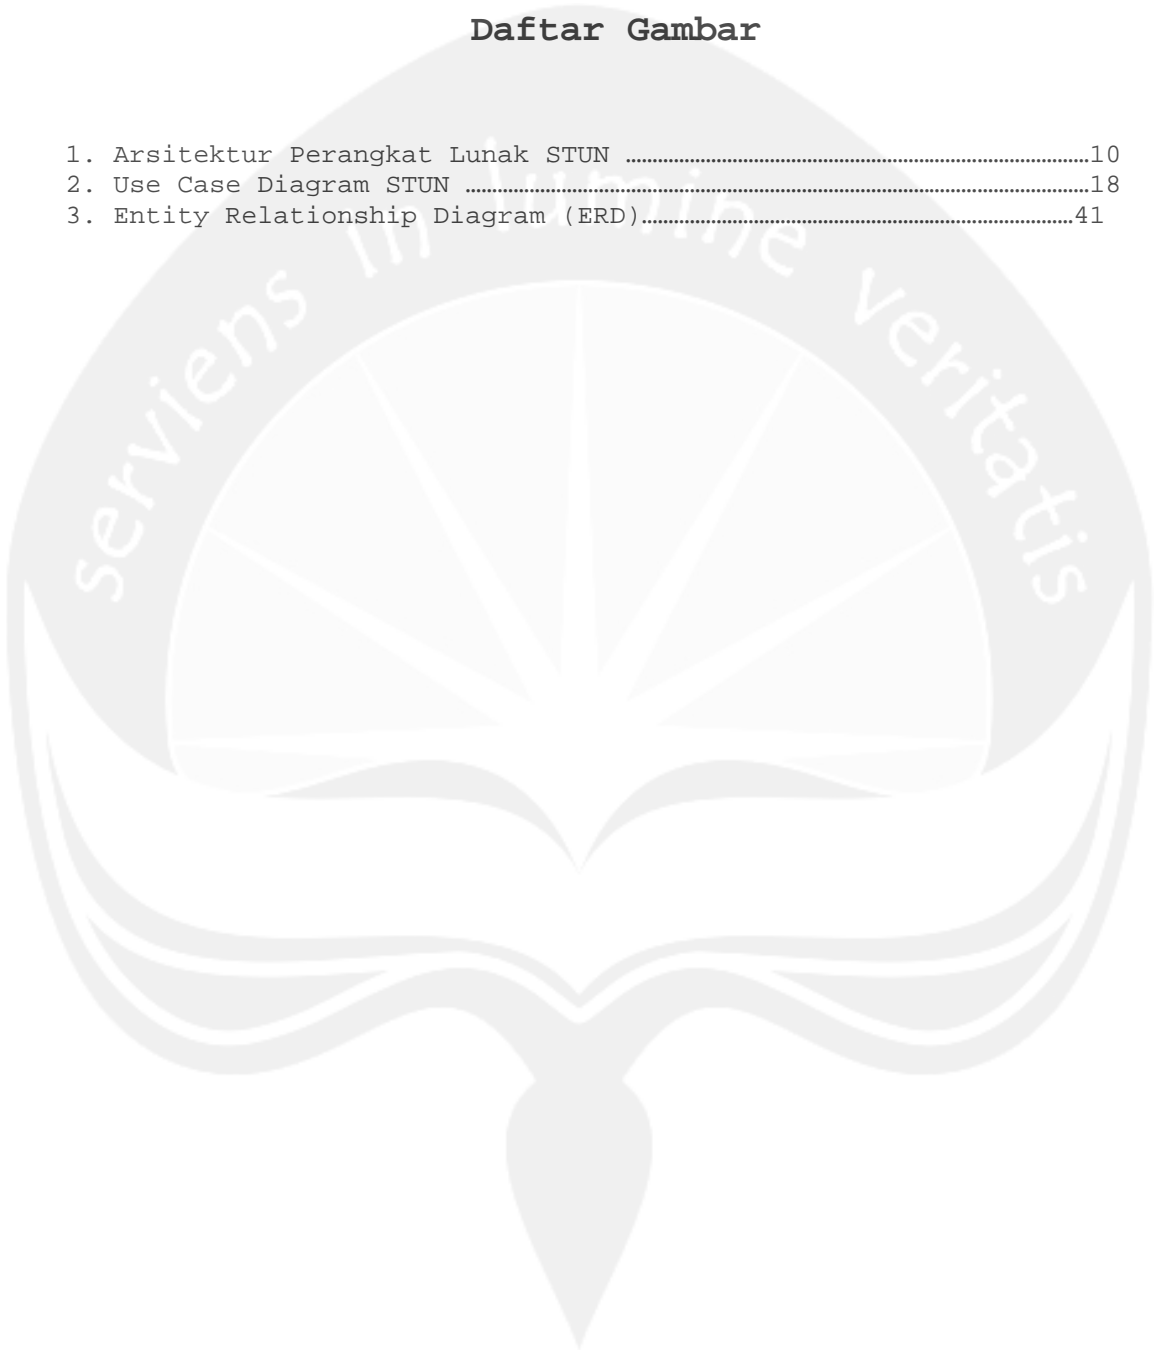 Daftar Gambar
1. Arsitektur Perangkat Lunak STUN ……………………………………………………………………………10
2. Use Case Diagram STUN ………………………………………………………………………………………………………………18
3. Entity Relationship Diagram (ERD)……………………………………………………………………………41
serviens in lumine veritatis